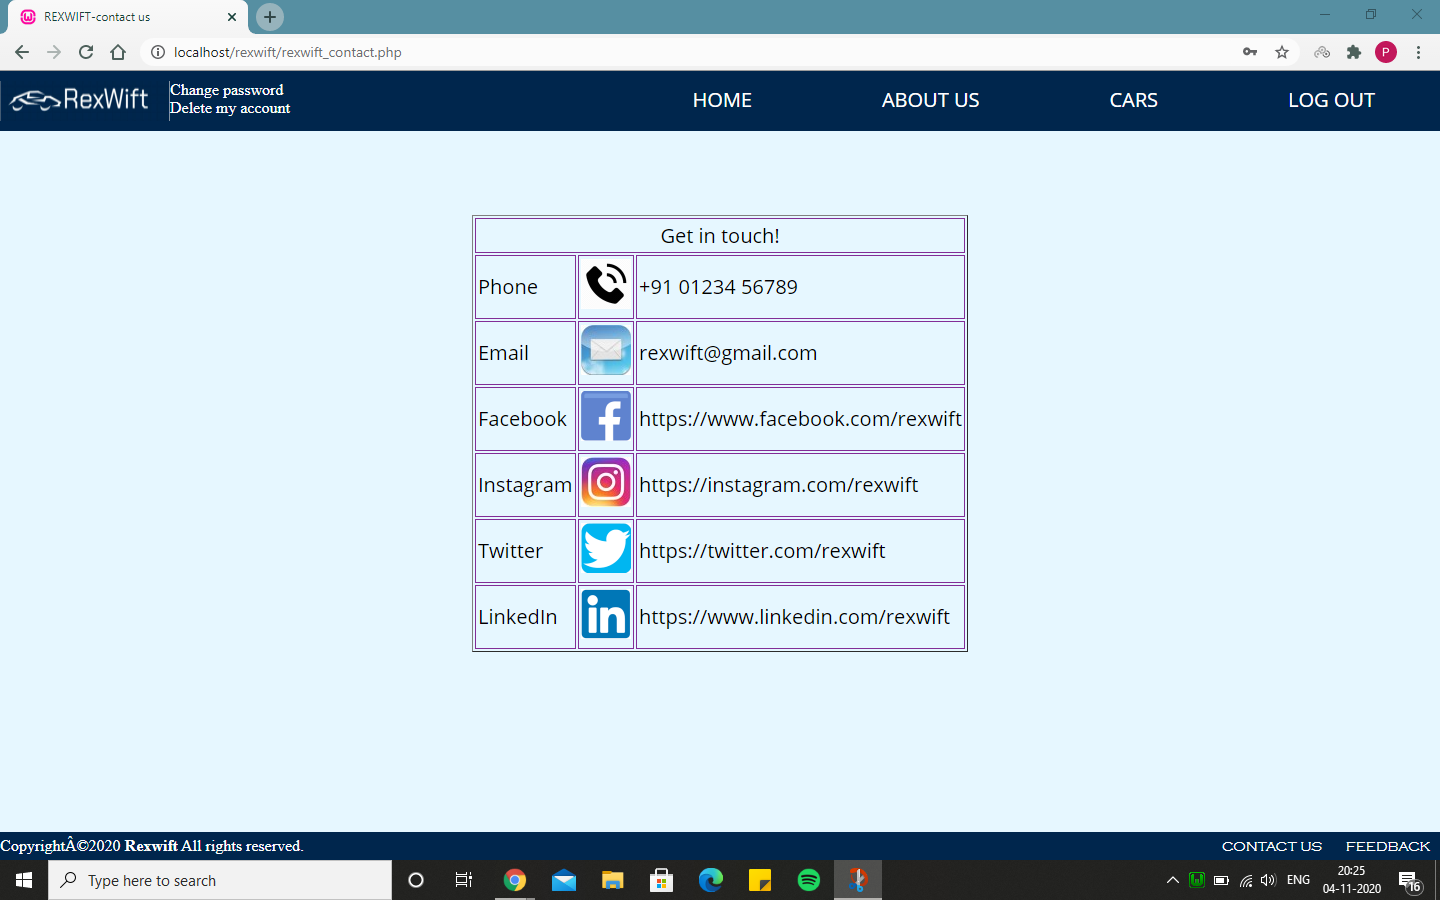 REXWIFT-contact us
localhost/rexwift/rexwift_contact.php
P
RexWift
Change password
Delete my account
HOME ABOUT US CARS LOG OUT
Get in touch!
Phone +91 01234 56789
Email rexwift@gmail.com
Facebook f https://www.facebook.com/rexwift
Instagram https://instagram.com/rexwift
Twitter https://twitter.com/rexwift
LinkedIn in https://www.linkedin.com/rexwift
CopyrightÂ©2020 Rexwift All rights reserved.
CONTACT US FEEDBACK
Type here to search
ENG
20:25
04-11-2020
16